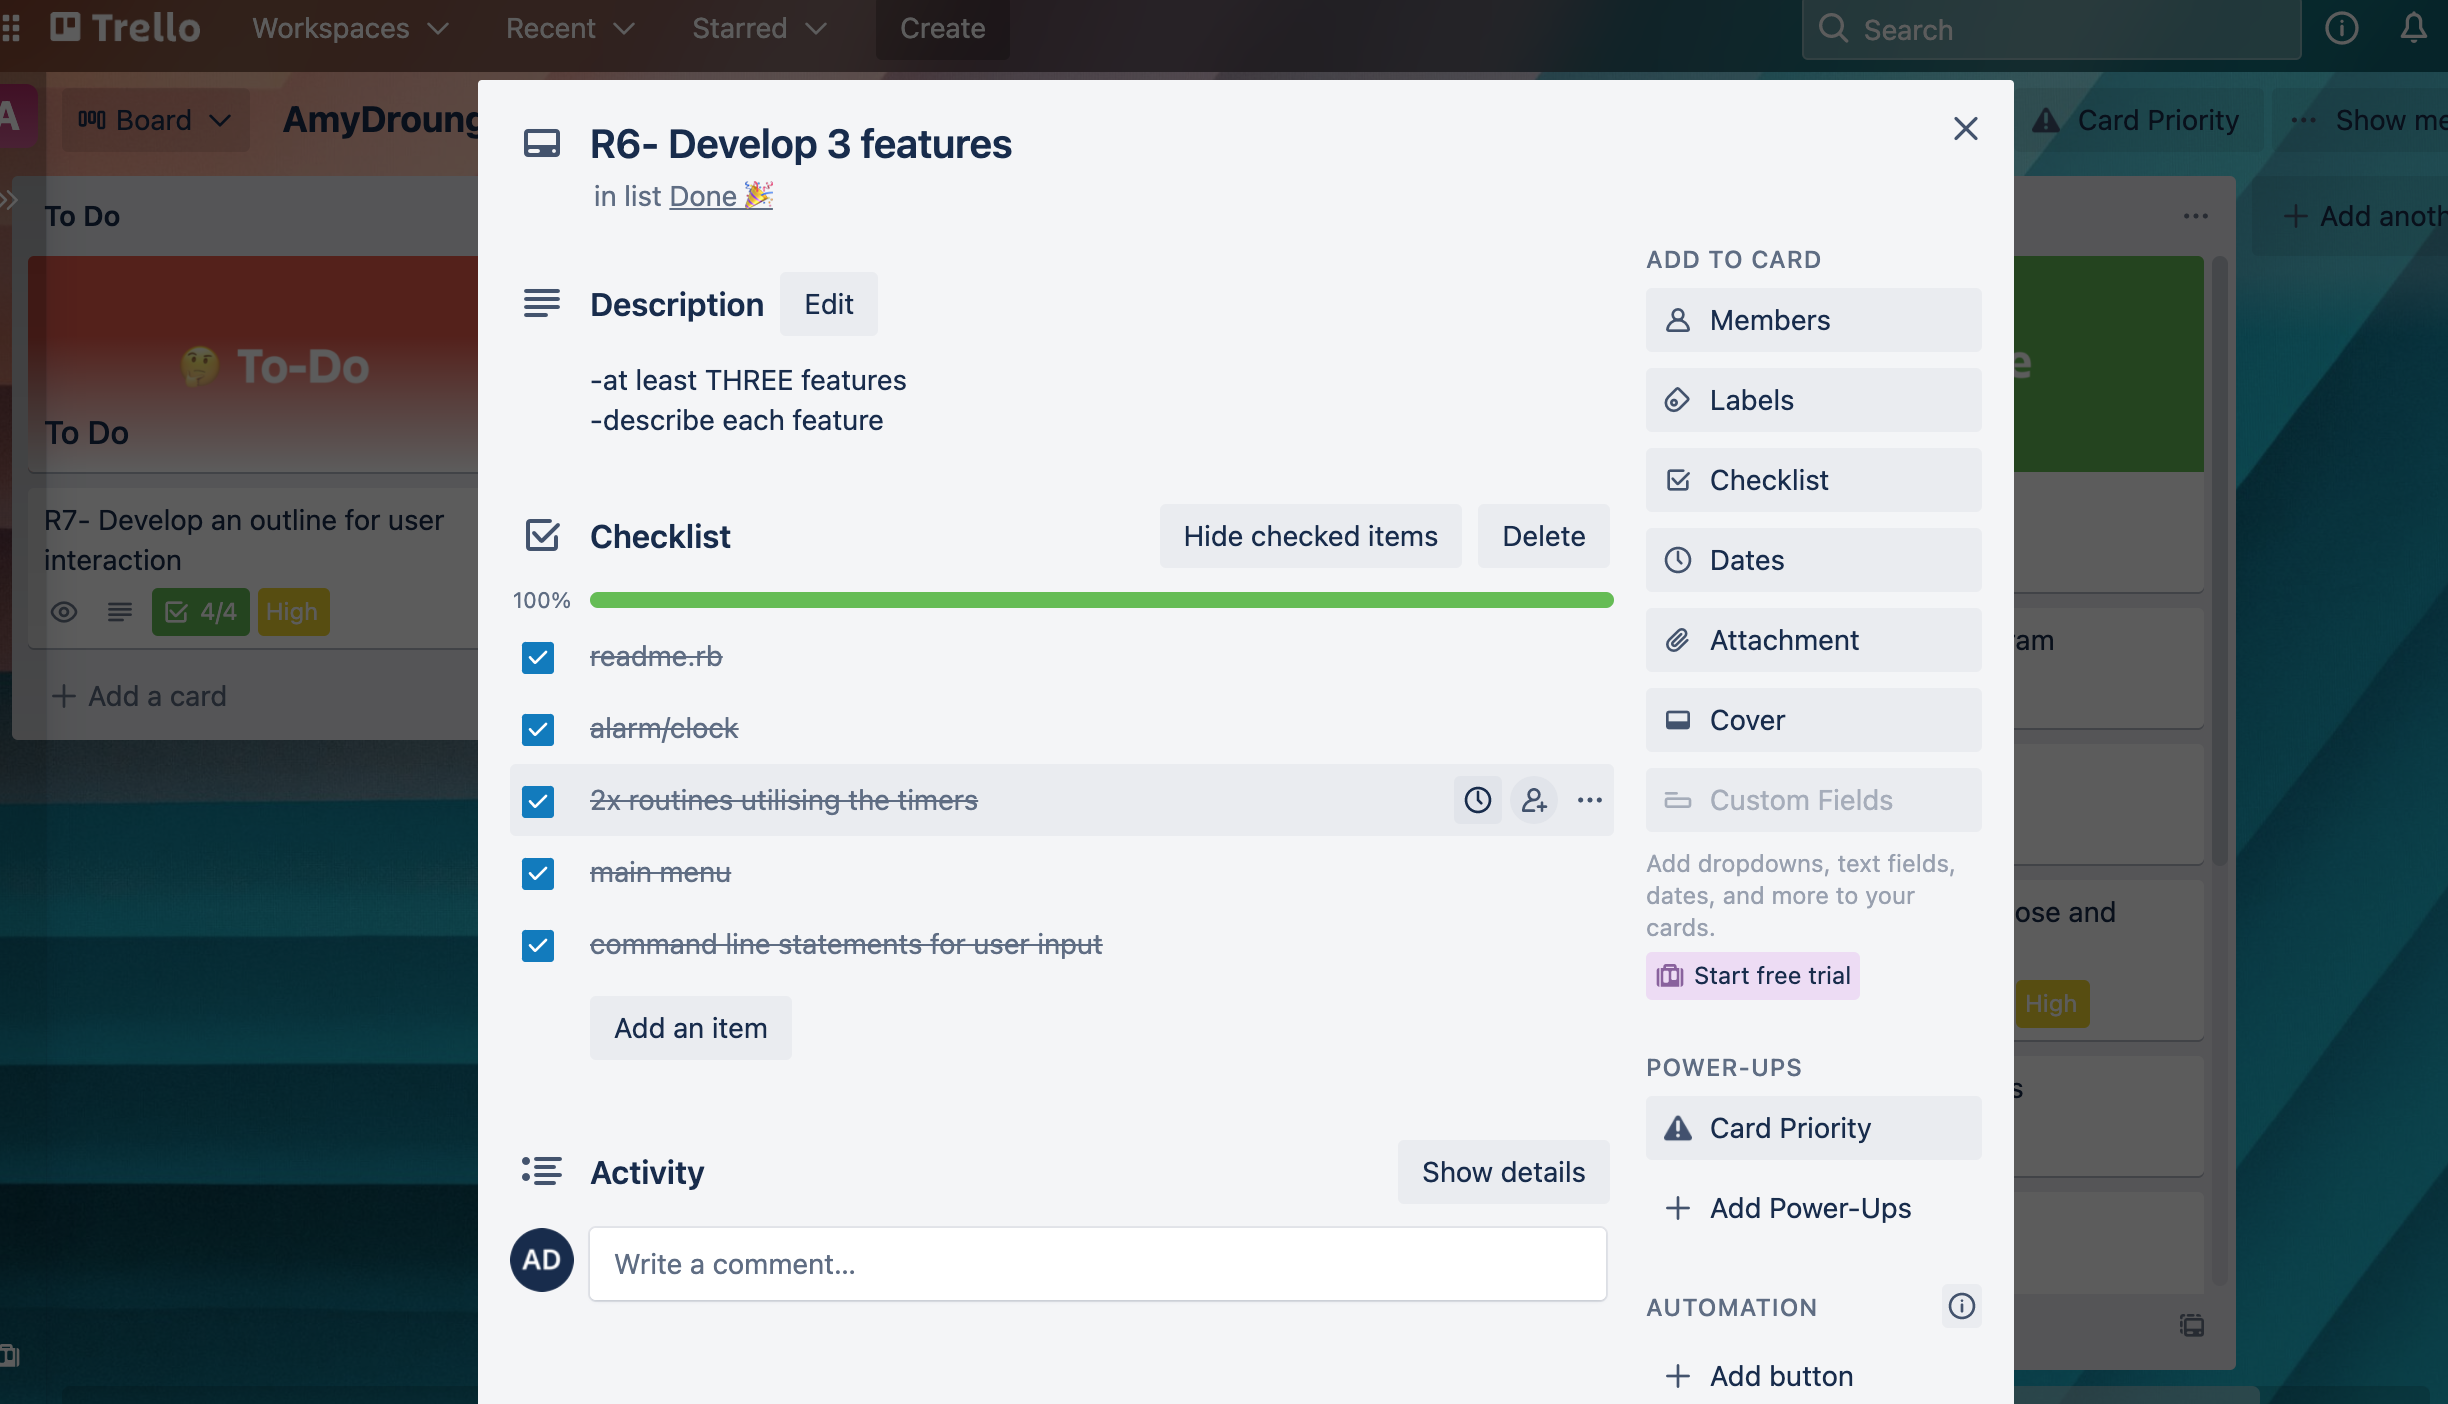 Trello
Workspaces
Recent
Starred
Create
Search
A
Board
AmyDroung
Card Priority
Show me
To Do
🤔 To-Do
To Do
R7- Develop an outline for user
interaction
4/4
High
+ Add a card
R6- Develop 3 features
in list Done 🎉
Description
Edit
-at least THREE features
-describe each feature
Checklist
Hide checked items
Delete
100%
readme.rb
alarm/clock
2x routines utilising the timers
main menu
command line statements for user input
Add an item
Activity
Show details
AD
Write a comment...
ADD TO CARD
Members
Labels
Checklist
Dates
Attachment
Cover
Custom Fields
Add dropdowns, text fields,
dates, and more to your
cards.
Start free trial
POWER-UPS
Card Priority
+ Add Power-Ups
AUTOMATION
+ Add button
+ Add anoth
e
ram
ose and
High
s